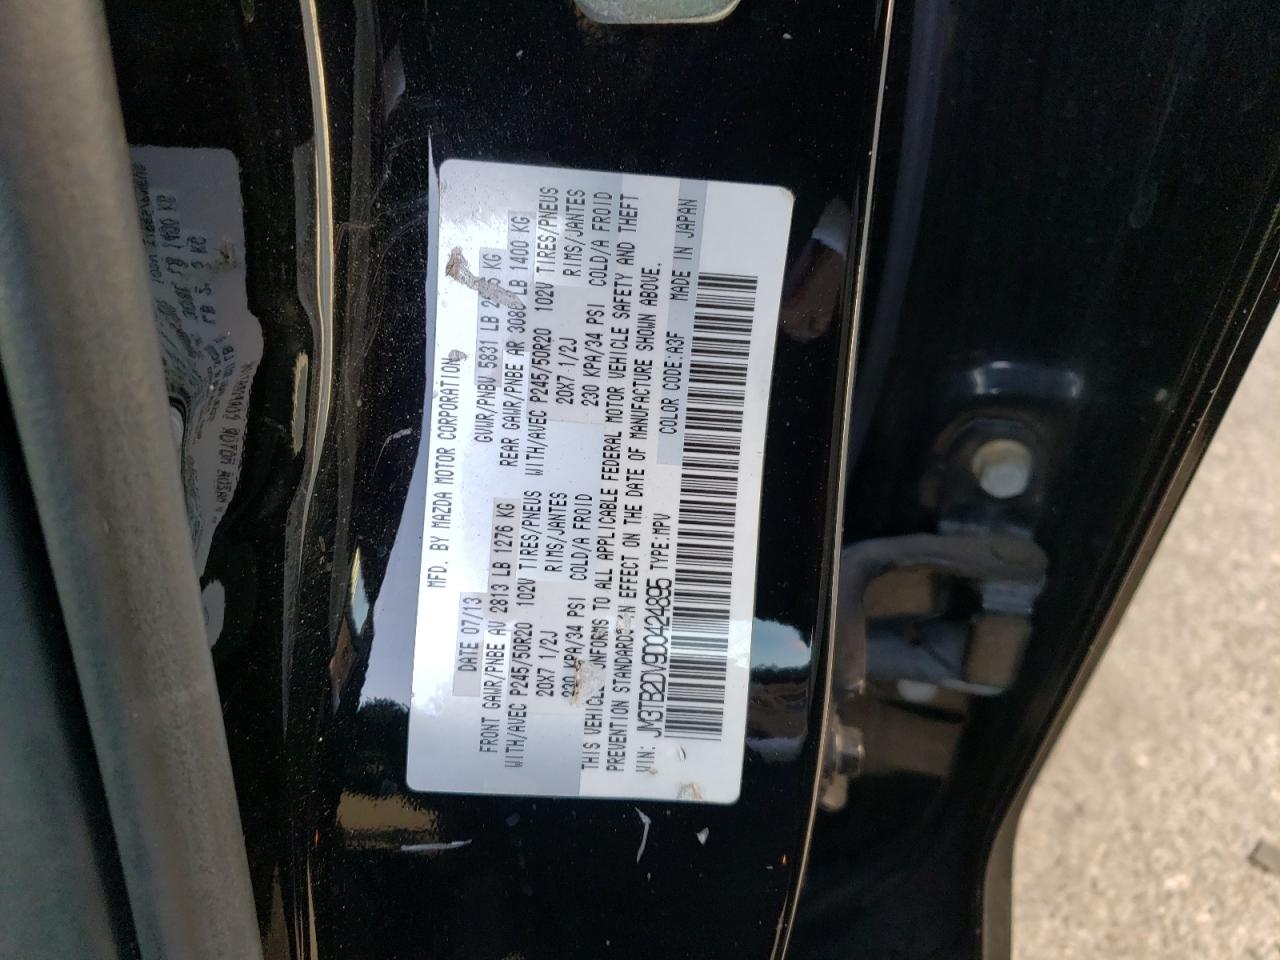 MFD. BY MAZDA MOTOR CORPORATION
DATE 07/13 GVWR/PNBV 5831 LB KG
FRONT GAWR/PNBE AV 2813 LB 1276 KG REAR GAWR/PNBE AR 3086 LB 1400 KG
WITH/AVEC P245/50R20 102V TIRES/PNEUS WITH/AVEC P245/50R20 102V TIRES/PNEUS
20X7 1/2J RIMS/JANTES 20X7 1/2J RIMS/JANTES
230 KPA/34 PSI COLD/A FROID 230 KPA/34 PSI COLD/A FROID
THIS VEHICLE CONFORMS TO ALL APPLICABLE FEDERAL MOTOR VEHICLE SAFETY AND THEFT
PREVENTION STANDARDS IN EFFECT ON THE DATE OF MANUFACTURE SHOWN ABOVE.
VIN: JM3TB2DV9D0424895 TYPE:MPV COLOR CODE:A3F MADE IN JAPAN